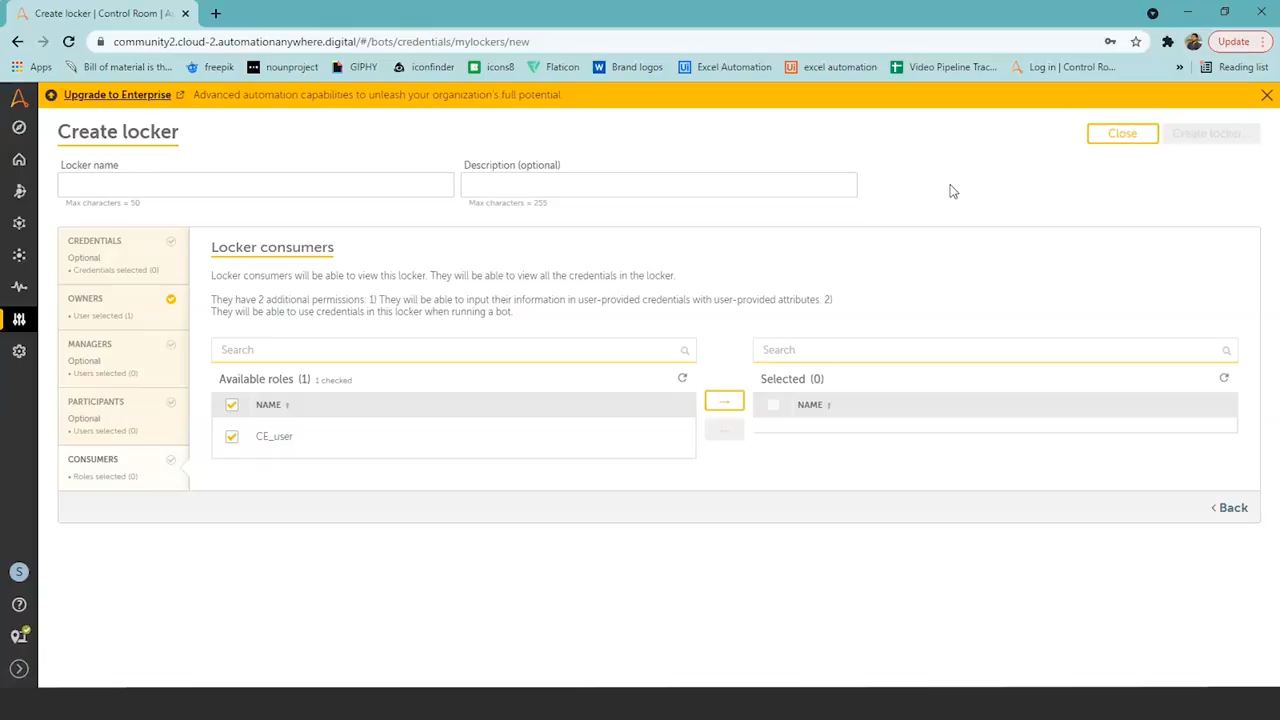 Create locker | Control Room | Au
community2.cloud-2.automationanywhere.digital/#/bots/credentials/mylockers/new
Update
Apps
Bill of material is th...
freepik
nounproject
GIPHY
iconfinder
icons8
Flaticon
Brand logos
Excel Automation
excel automation
Video Pipeline Trac...
Log in | Control Ro...
»
Reading list
Upgrade to Enterprise
Advanced automation capabilities to unleash your organization's full potential.
Create locker
Close
Create locker...
Locker name
Description (optional)
Max characters = 50
Max characters = 255
CREDENTIALS
Optional
• Credentials selected (0)
OWNERS
• User selected (1)
MANAGERS
Optional
• Users selected (0)
PARTICIPANTS
Optional
• Users selected (0)
CONSUMERS
• Roles selected (0)
Locker consumers
Locker consumers will be able to view this locker. They will be able to view all the credentials in the locker.
They have 2 additional permissions: 1) They will be able to input their information in user-provided credentials with user-provided attributes. 2)
They will be able to use credentials in this locker when running a bot.
Search
Available roles (1) 1 checked
NAME ↑
CE_user
→
Search
Selected (0)
NAME ↑
‹ Back
S